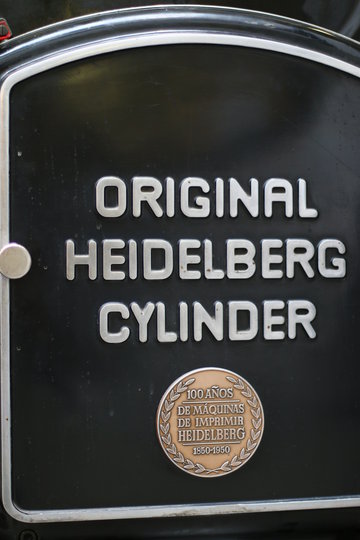 ORIGINAL
HEIDELBERG
CYLINDER
100 AÑOS
DE MÁQUINAS
DE IMPRIMIR
HEIDELBERG
1850-1950